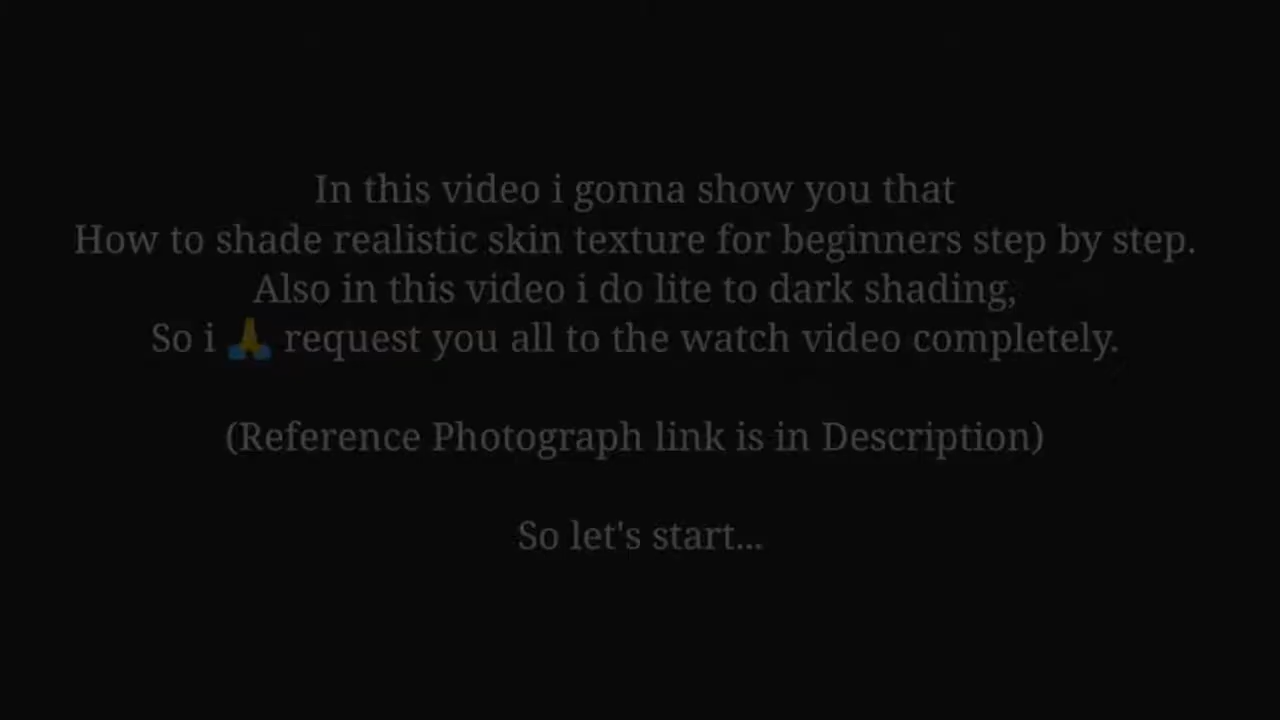 In this video i gonna show you that
How to shade realistic skin texture for beginners step by step.
Also in this video i do lite to dark shading,
So i 🙏 request you all to the watch video completely.
(Reference Photograph link is in Description)
So let's start...